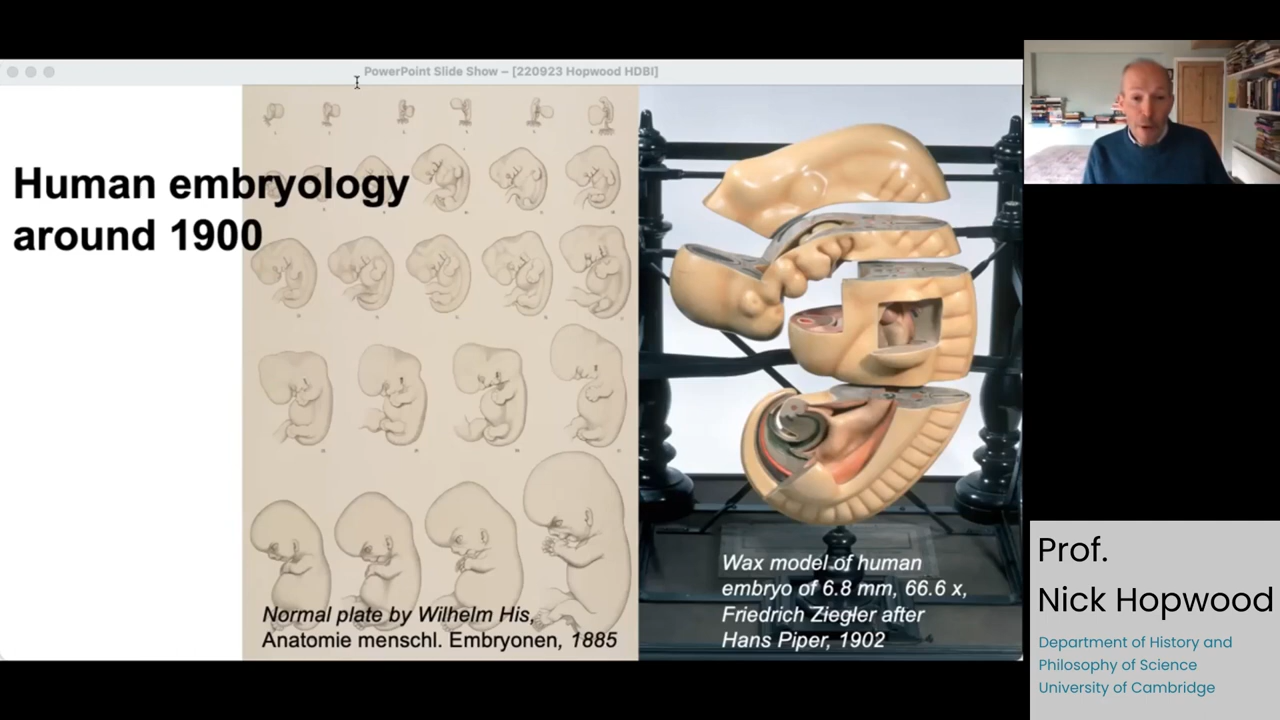 PowerPoint Slide Show – [220923 Hopwood HDBI]
Human embryology
around 1900
Normal plate by Wilhelm His,
Anatomie menschl. Embryonen, 1885
Wax model of human
embryo of 6.8 mm, 66.6 x,
Friedrich Ziegler after
Hans Piper, 1902
Prof.
Nick Hopwood
Department of History and
Philosophy of Science
University of Cambridge